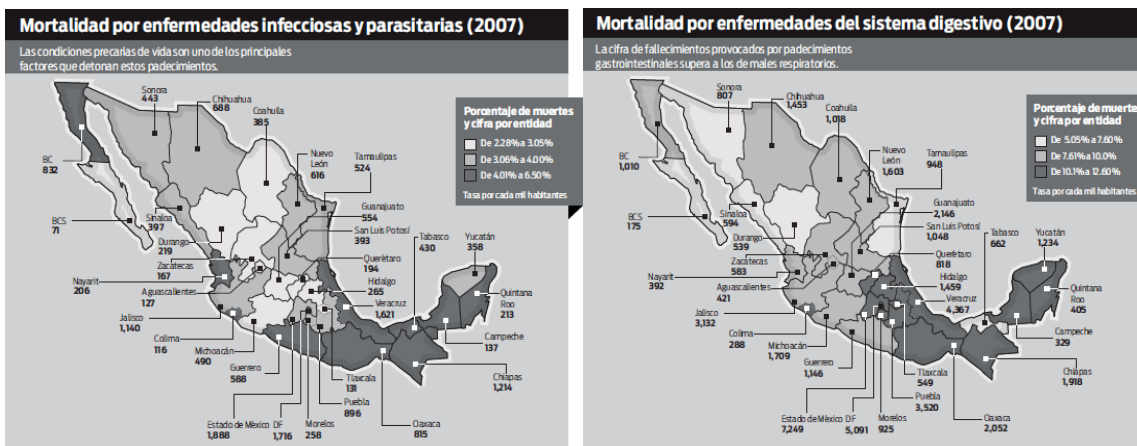 Mortalidad por enfermedades infecciosas y parasitarias (2007)
Las condiciones precarias de vida son uno de los principales
factores que detonan estos padecimientos.
Porcentaje de muertes
y cifra por entidad
De 2.28% a 3.05%
De 3.06% a 4.00%
De 4.01% a 6.50%
Tasa por cada mil habitantes
Sonora
443
Chihuahua
688
Coahuila
385
BC
832
Nuevo
León
616
Tamaulipas
524
BCS
71
Sinaloa
397
Durango
219
Zacatecas
167
Nayarit
206
Aguascalientes
127
Jalisco
1,140
Colima
116
Michoacán
490
Guerrero
588
Estado de México
1,888
DF
1,716
Morelos
258
Puebla
896
Tlaxcala
131
Oaxaca
815
Guanajuato
554
San Luis Potosí
393
Querétaro
194
Hidalgo
265
Veracruz
1,621
Tabasco
430
Yucatán
358
Quintana
Roo
213
Campeche
137
Chiapas
1,214
Mortalidad por enfermedades del sistema digestivo (2007)
La cifra de fallecimientos provocados por padecimientos
gastrointestinales supera a los de males respiratorios.
Porcentaje de muertes
y cifra por entidad
De 5.05% a 7.60%
De 7.61% a 10.0%
De 10.1% a 12.60%
Tasa por cada mil habitantes
Sonora
807
Chihuahua
1,453
Coahuila
1,018
BC
1,010
Nuevo
León
1,603
Tamaulipas
948
BCS
175
Sinaloa
594
Durango
539
Zacatecas
583
Nayarit
392
Aguascalientes
421
Jalisco
3,132
Colima
288
Michoacán
1,709
Guerrero
1,146
Estado de México
7,249
DF
5,091
Morelos
925
Puebla
3,520
Tlaxcala
549
Oaxaca
2,052
Guanajuato
2,146
San Luis Potosí
1,048
Querétaro
818
Hidalgo
1,459
Veracruz
4,367
Tabasco
662
Yucatán
1,234
Quintana
Roo
405
Campeche
329
Chiapas
1,918